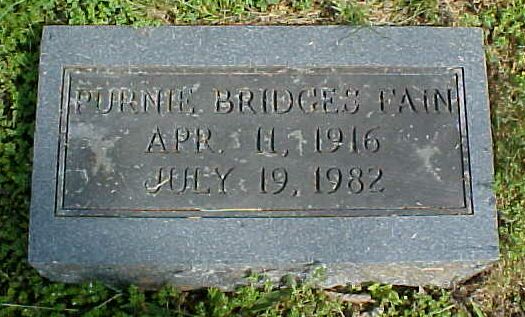 PURNIE BRIDGES FAIN
APR. 11, 1916
JULY 19, 1982